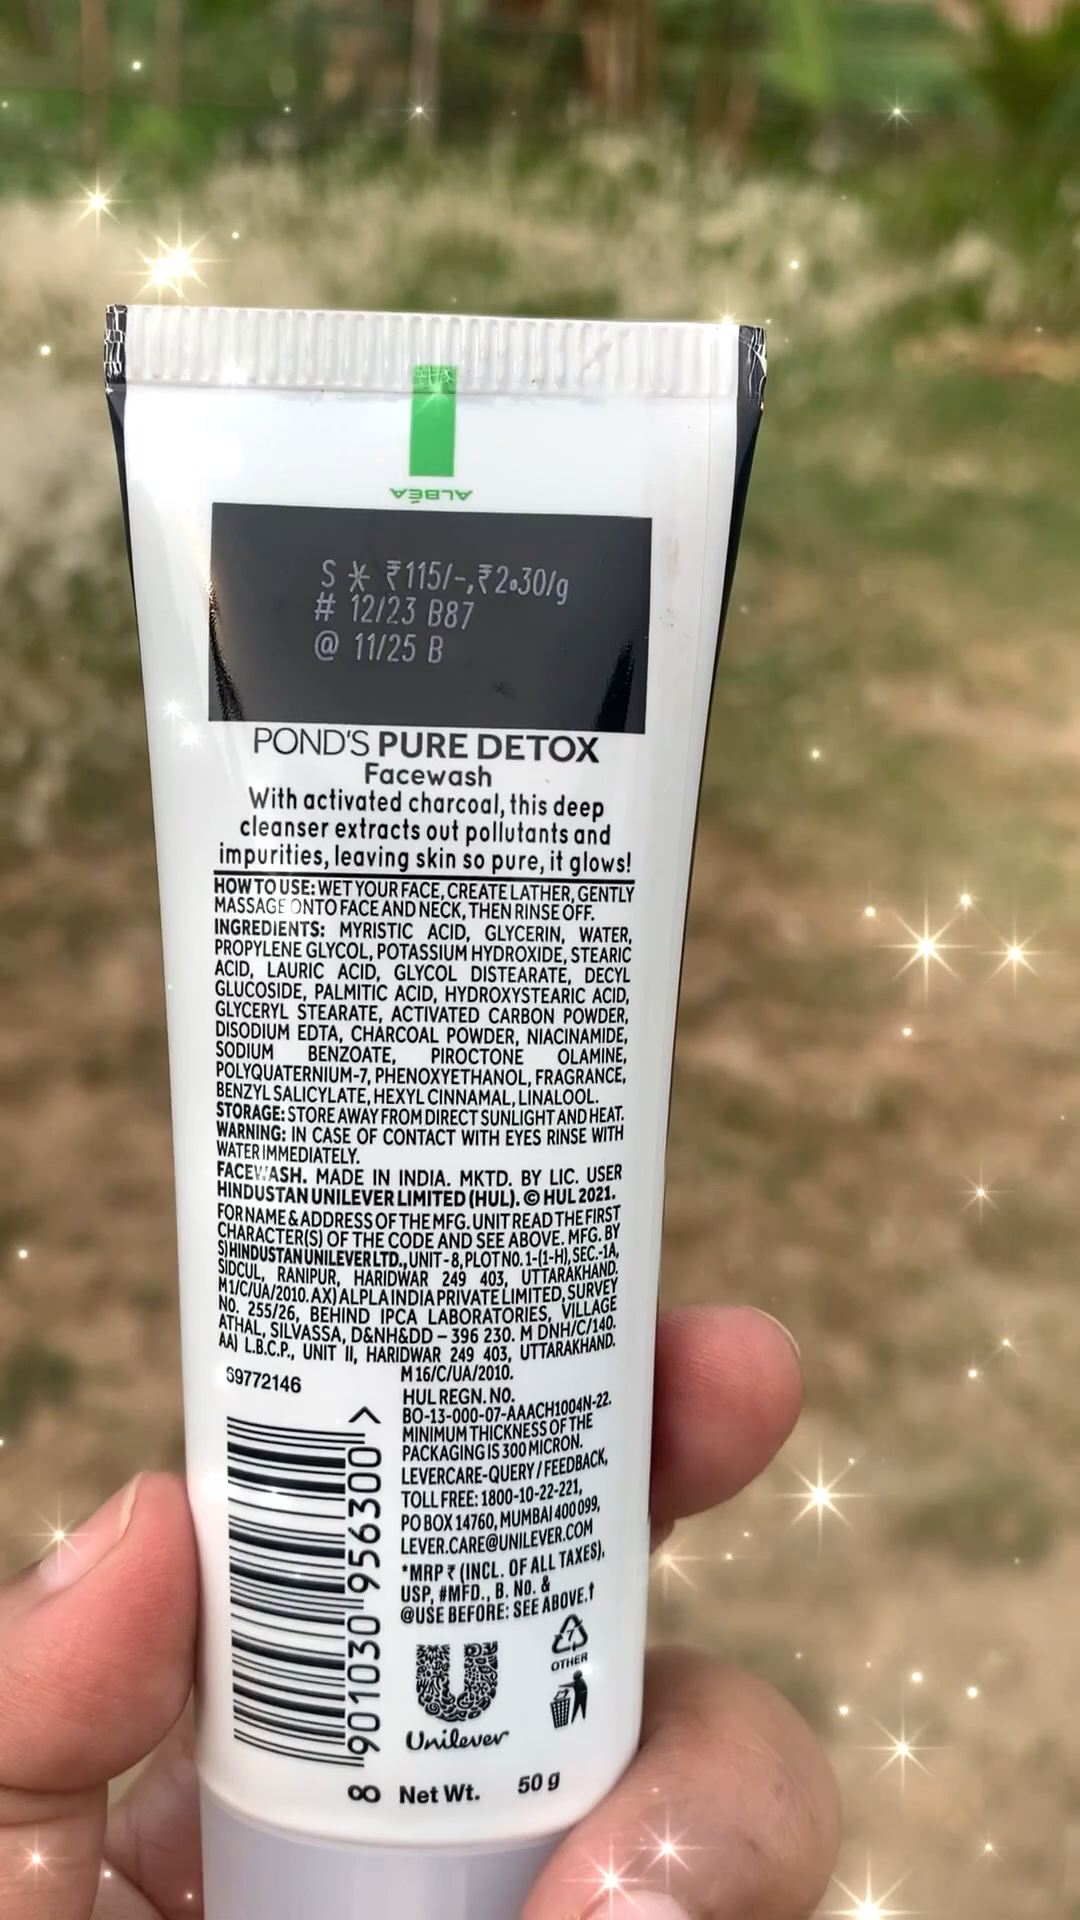 ALBÉA
S * ₹115/-,₹2.30/g
# 12/23 B87
@ 11/25 B
POND'S PURE DETOX
Facewash
With activated charcoal, this deep
cleanser extracts out pollutants and
impurities, leaving skin so pure, it glows!
HOW TO USE: WET YOUR FACE, CREATE LATHER, GENTLY
MASSAGE ONTO FACE AND NECK, THEN RINSE OFF.
INGREDIENTS: MYRISTIC ACID, GLYCERIN, WATER,
PROPYLENE GLYCOL, POTASSIUM HYDROXIDE, STEARIC
ACID, LAURIC ACID, GLYCOL DISTEARATE, DECYL
GLUCOSIDE, PALMITIC ACID, HYDROXYSTEARIC ACID,
GLYCERYL STEARATE, ACTIVATED CARBON POWDER,
DISODIUM EDTA, CHARCOAL POWDER, NIACINAMIDE,
SODIUM BENZOATE, PIROCTONE OLAMINE,
POLYQUATERNIUM-7, PHENOXYETHANOL, FRAGRANCE,
BENZYL SALICYLATE, HEXYL CINNAMAL, LINALOOL.
STORAGE: STORE AWAY FROM DIRECT SUNLIGHT AND HEAT.
WARNING: IN CASE OF CONTACT WITH EYES RINSE WITH
WATER IMMEDIATELY.
FACEWASH. MADE IN INDIA. MKTD. BY LIC. USER
HINDUSTAN UNILEVER LIMITED (HUL). © HUL 2021.
FOR NAME & ADDRESS OF THE MFG. UNIT READ THE FIRST
CHARACTER(S) OF THE CODE AND SEE ABOVE. MFG. BY
S) HINDUSTAN UNILEVER LTD., UNIT-8, PLOT NO. 1-(1-H), SEC.-1A,
SIDCUL, RANIPUR, HARIDWAR 249 403, UTTARAKHAND.
M1/C/UA/2010. AX) ALPLA INDIA PRIVATE LIMITED, SURVEY
NO. 255/26, BEHIND IPCA LABORATORIES, VILLAGE
ATHAL, SILVASSA, D&NH&DD – 396 230. M DNH/C/140.
AA) L.B.C.P., UNIT II, HARIDWAR 249 403, UTTARAKHAND.
M 16/C/UA/2010.
69772146
HUL REGN. NO.
BO-13-000-07-AAACH1004N-22.
MINIMUM THICKNESS OF THE
PACKAGING IS 300 MICRON.
LEVERCARE-QUERY / FEEDBACK,
TOLL FREE: 1800-10-22-221,
PO BOX 14760, MUMBAI 400 099,
LEVER.CARE@UNILEVER.COM
*MRP ₹ (INCL. OF ALL TAXES),
USP, #MFD., B. NO. &
@USE BEFORE: SEE ABOVE.†
8 901030 956300 >
7
OTHER
Unilever
Net Wt. 50 g